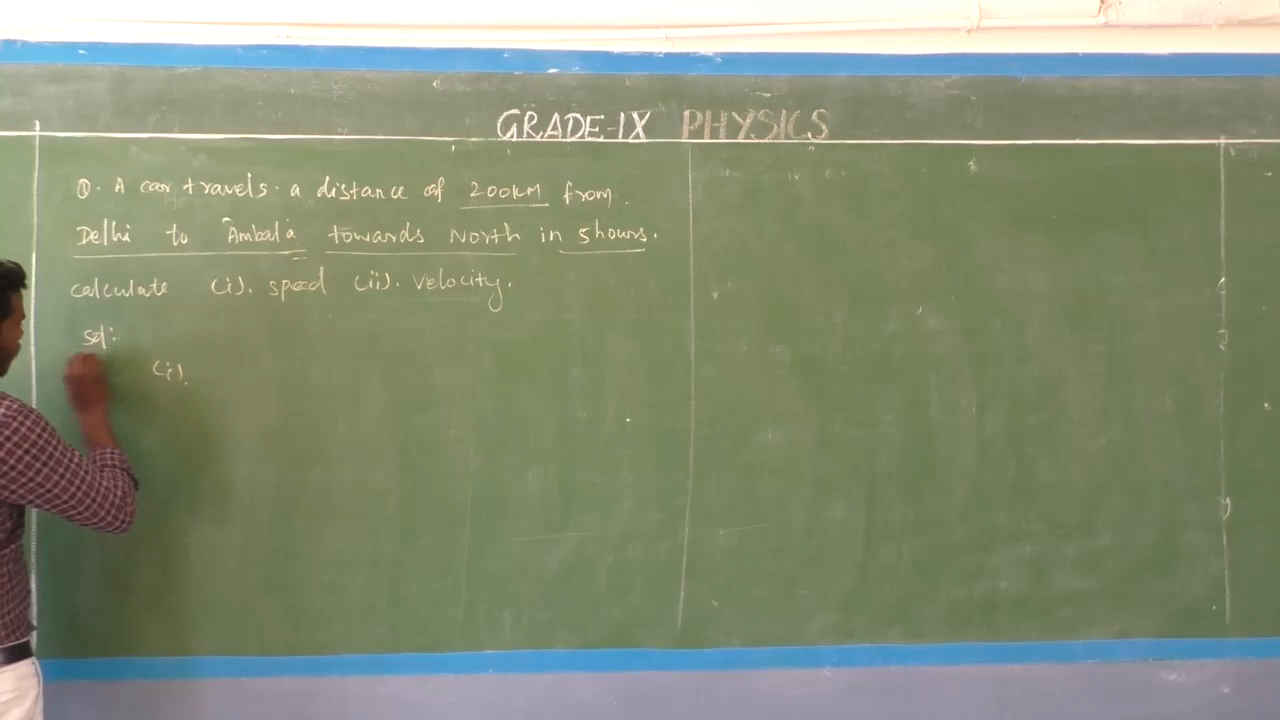 GRADE-IX PHYSICS
Q. A car travels a distance of 200KM from
Delhi to Ambala towards North in 5hours.
calculate (i). speed (ii). velocity.
Sol:
(i).